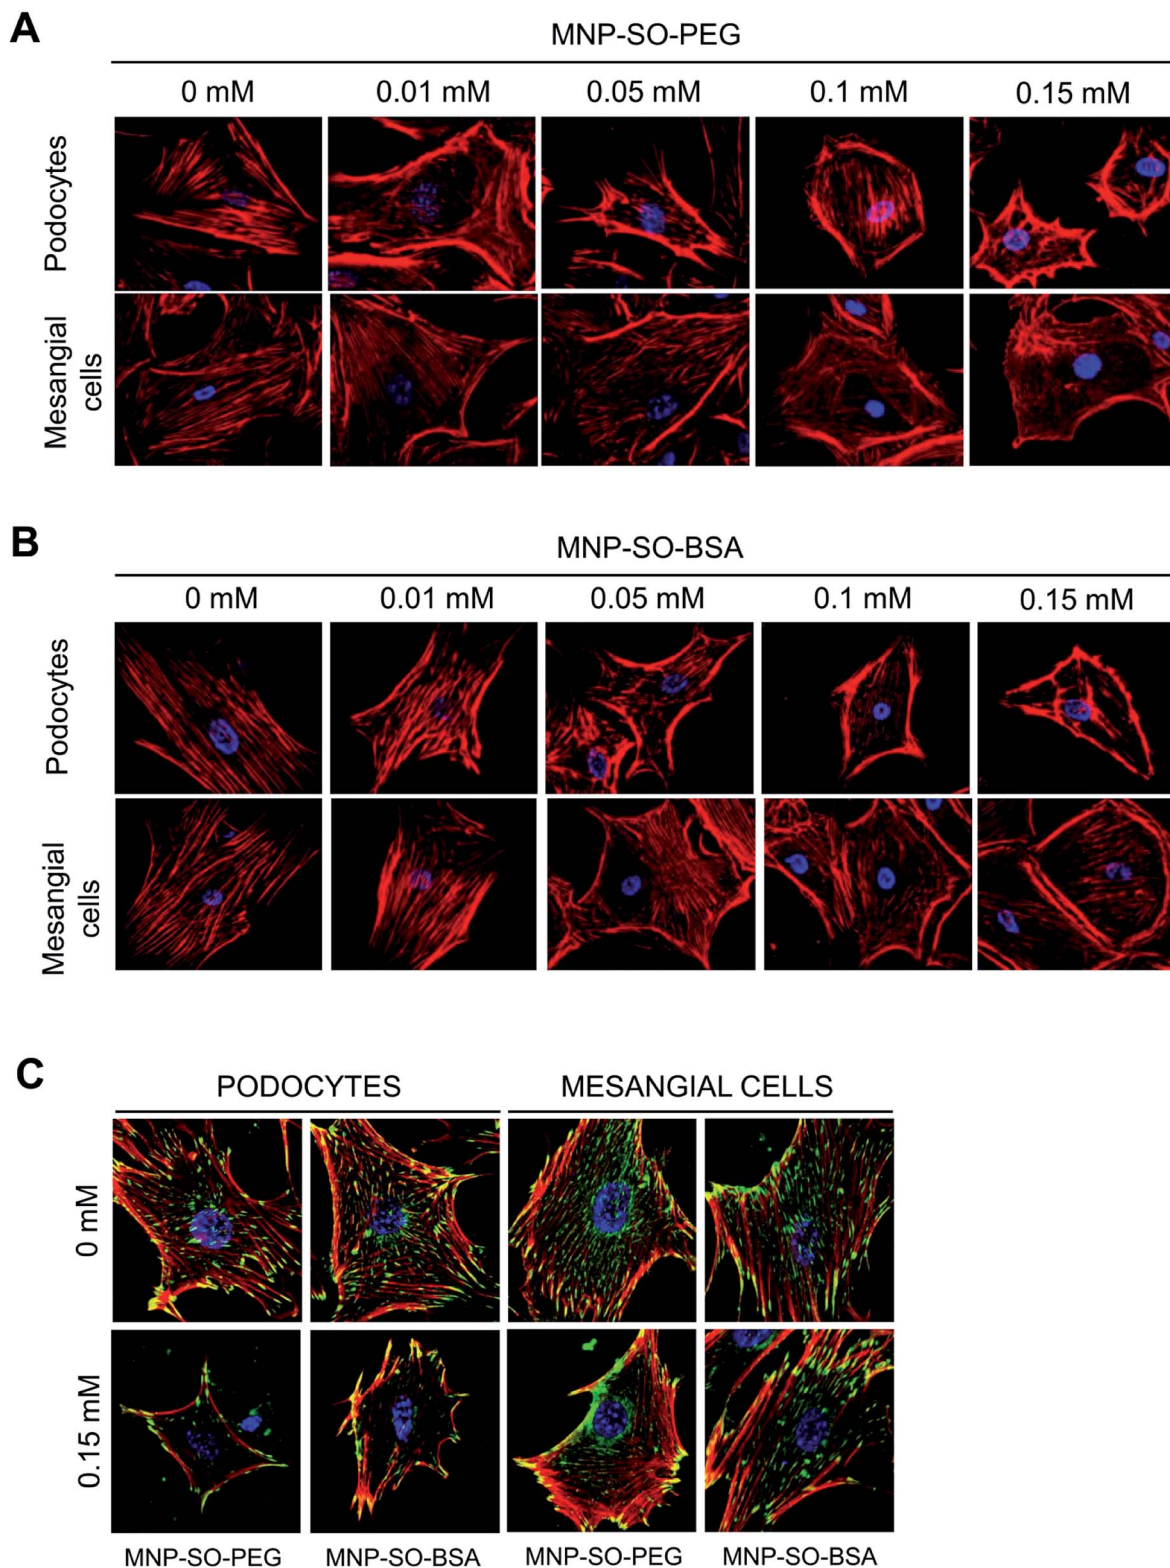 A
MNP-SO-PEG
0 mM 0.01 mM 0.05 mM 0.1 mM 0.15 mM
Podocytes
Mesangial
cells
B
MNP-SO-BSA
0 mM 0.01 mM 0.05 mM 0.1 mM 0.15 mM
Podocytes
Mesangial
cells
C
PODOCYTES MESANGIAL CELLS
0 mM
0.15 mM
MNP-SO-PEG MNP-SO-BSA MNP-SO-PEG MNP-SO-BSA